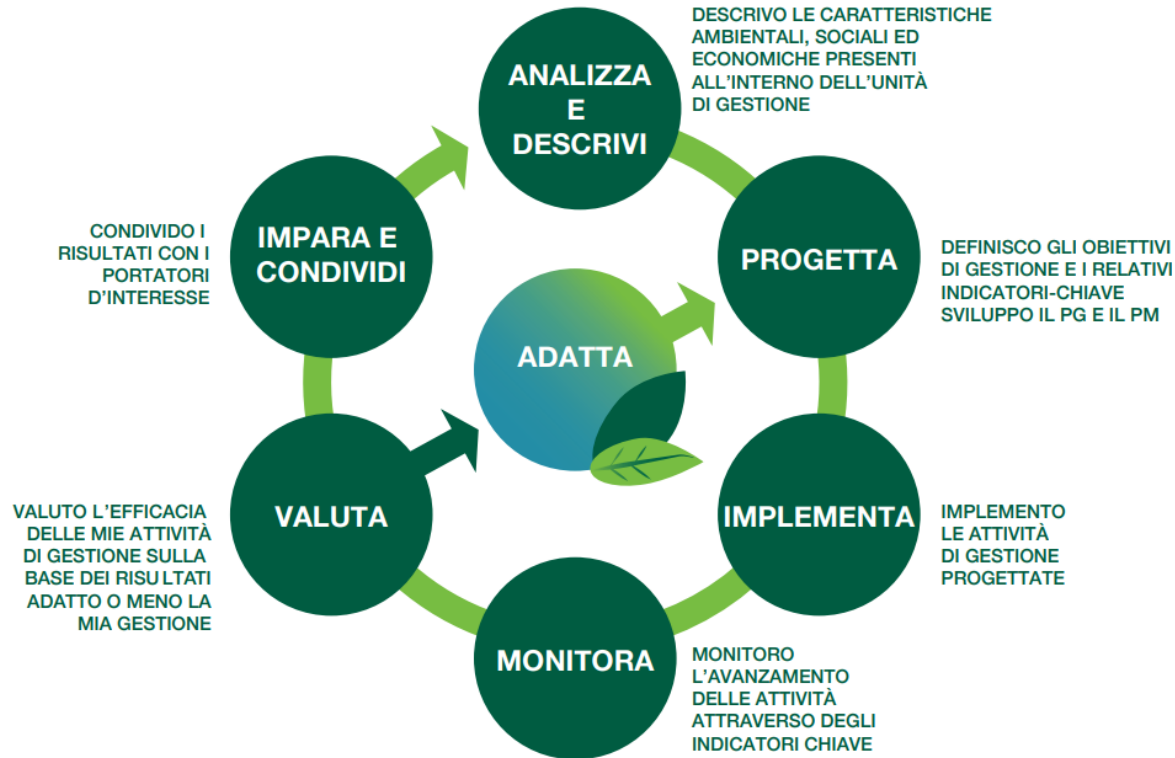 ANALIZZA
E
DESCRIVI
DESCRIVO LE CARATTERISTICHE
AMBIENTALI, SOCIALI ED
ECONOMICHE PRESENTI
ALL'INTERNO DELL'UNITÀ
DI GESTIONE
PROGETTA
DEFINISCO GLI OBIETTIVI
DI GESTIONE E I RELATIVI
INDICATORI-CHIAVE
SVILUPPO IL PG E IL PM
IMPLEMENTA
IMPLEMENTO
LE ATTIVITÀ
DI GESTIONE
PROGETTATE
MONITORA
MONITORO
L'AVANZAMENTO
DELLE ATTIVITÀ
ATTRAVERSO DEGLI
INDICATORI CHIAVE
VALUTA
VALUTO L'EFFICACIA
DELLE MIE ATTIVITÀ
DI GESTIONE SULLA
BASE DEI RISULTATI
ADATTO O MENO LA
MIA GESTIONE
IMPARA E
CONDIVIDI
CONDIVIDO I
RISULTATI CON I
PORTATORI
D'INTERESSE
ADATTA